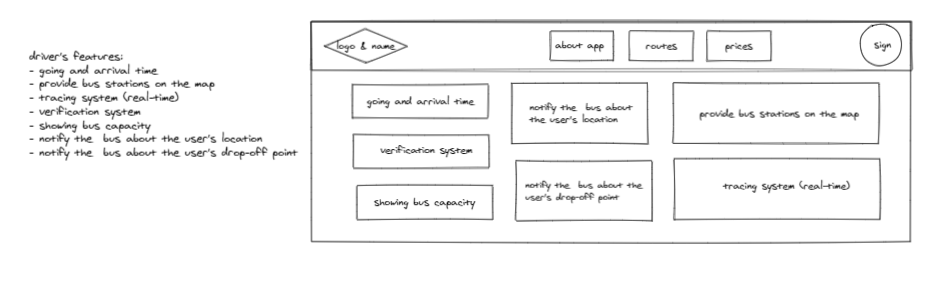 driver's features:
- going and arrival time
- provide bus stations on the map
- tracing system (real-time)
- verification system
- showing bus capacity
- notify the bus about the user's location
- notify the bus about the user's drop-off point
logo & name
about app
routes
prices
Sign
going and arrival time
verification system
showing bus capacity
notify the bus about
the user's location
notify the bus about the
user's drop-off point
provide bus stations on the map
tracing system (real-time)